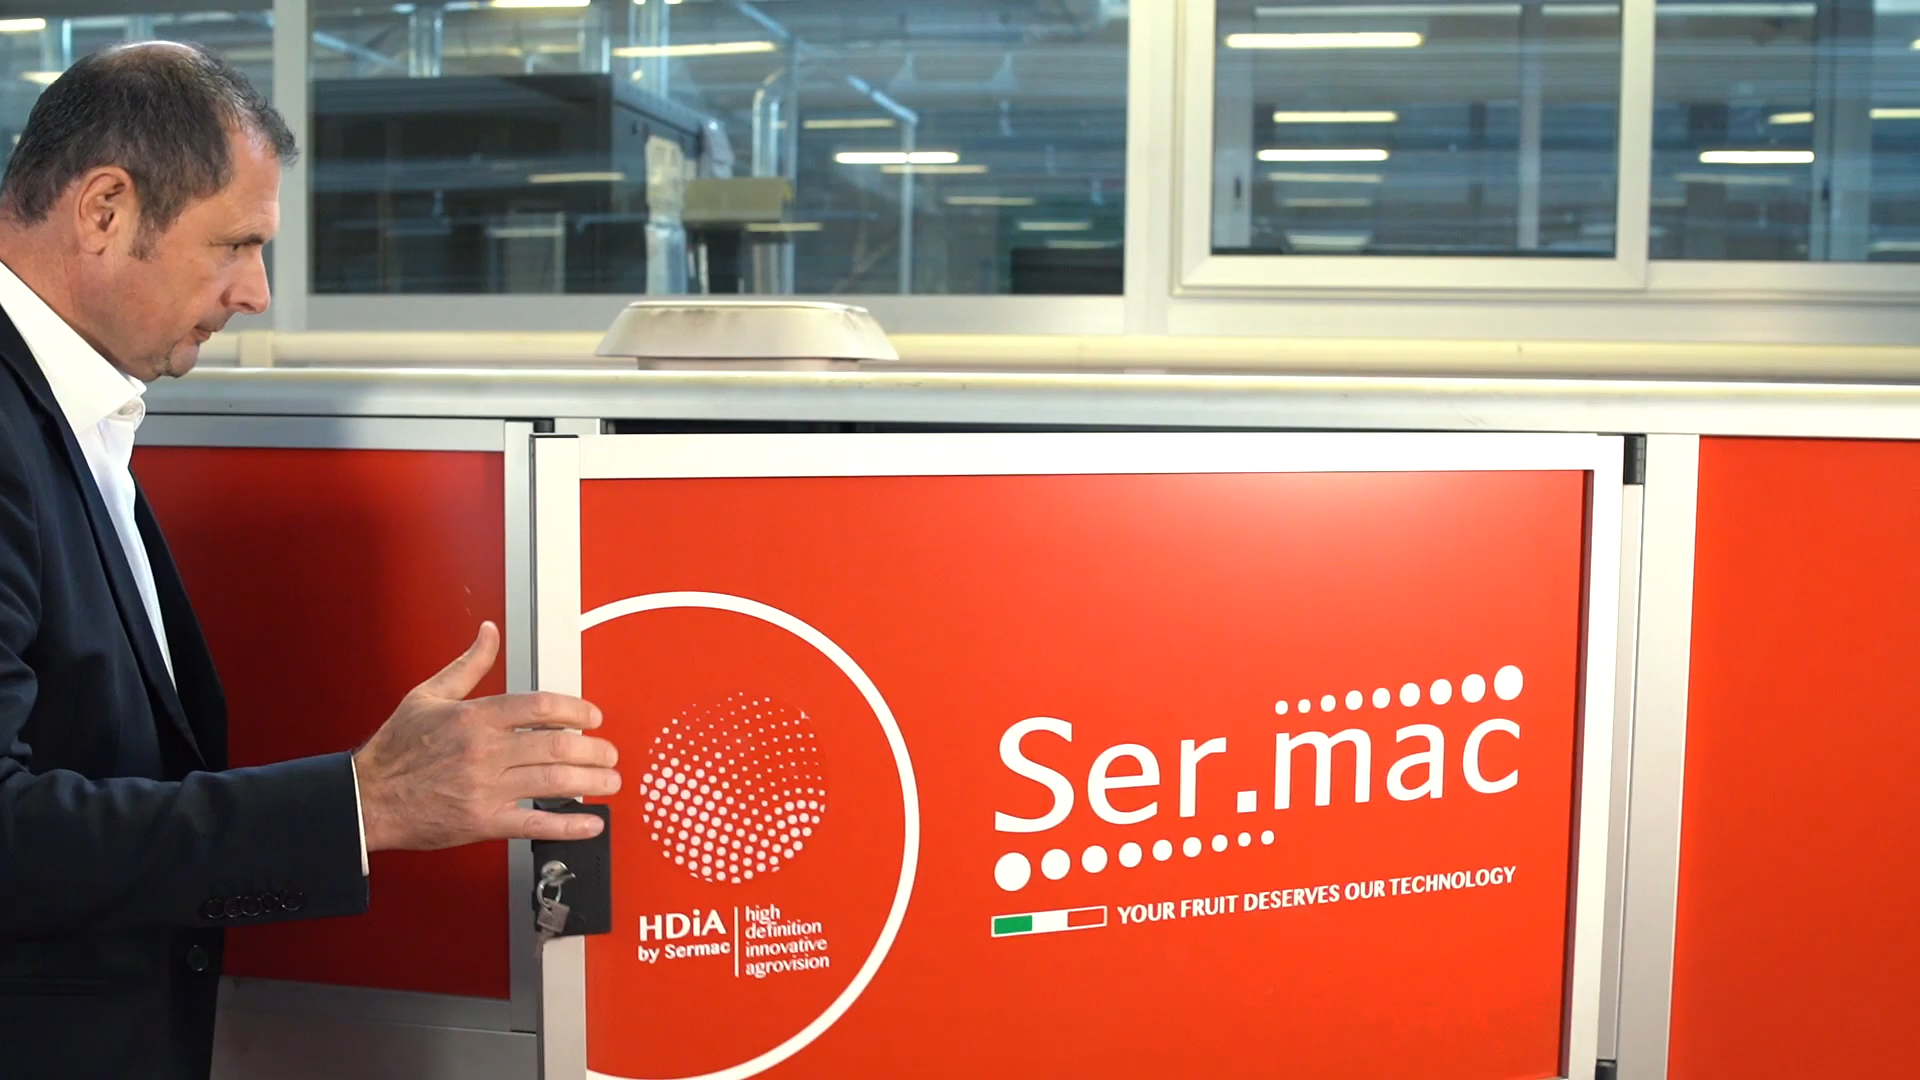 Ser.mac
YOUR FRUIT DESERVES OUR TECHNOLOGY
HDiA
by Sermac
high
definition
innovative
agrovision